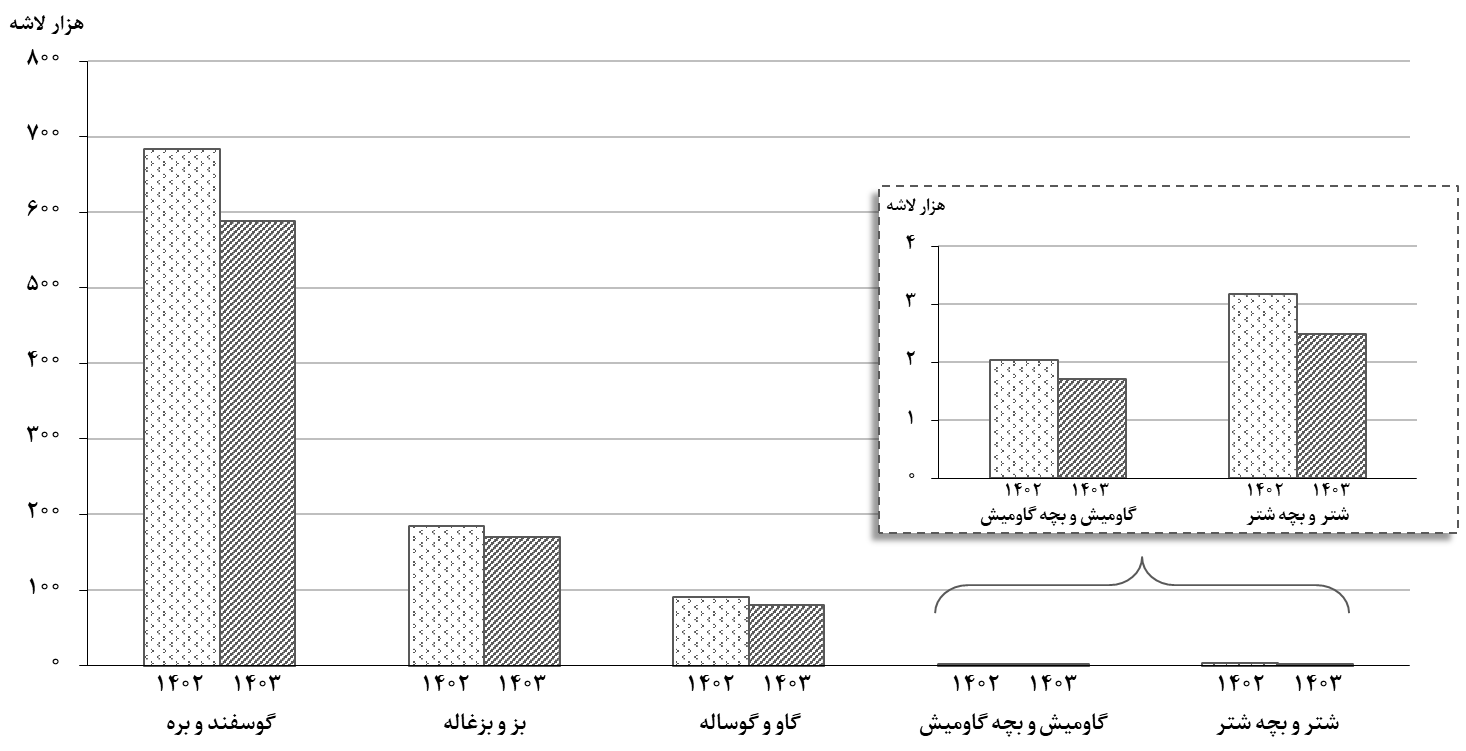 هزار لاشه
۸۰۰
۷۰۰
۶۰۰
۵۰۰
۴۰۰
۳۰۰
۲۰۰
۱۰۰
۰
۱۴۰۲ ۱۴۰۳ ۱۴۰۲ ۱۴۰۳ ۱۴۰۲ ۱۴۰۳ ۱۴۰۲ ۱۴۰۳ ۱۴۰۲ ۱۴۰۳
گوسفند و بره
بز و بزغاله
گاو و گوساله
گاومیش و بچه گاومیش
شتر و بچه شتر
هزار لاشه
۴
۳
۲
۱
۰
۱۴۰۲ ۱۴۰۳ ۱۴۰۲ ۱۴۰۳
گاومیش و بچه گاومیش
شتر و بچه شتر